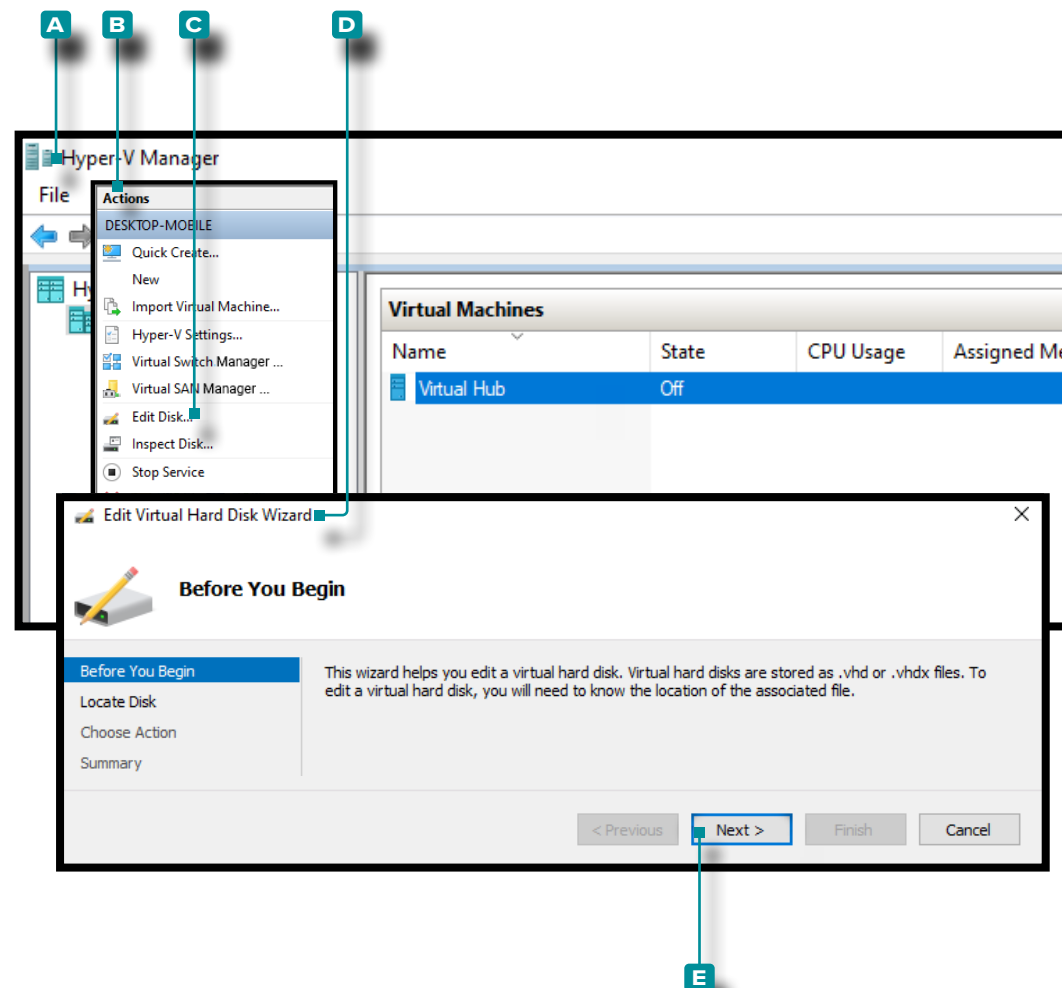 A B C D
Hyper-V Manager
File
Actions
DESKTOP-MOBILE
Quick Create...
New
Import Virtual Machine...
Hyper-V Settings...
Virtual Switch Manager ...
Virtual SAN Manager ...
Edit Disk...
Inspect Disk...
Stop Service
Hy
Virtual Machines
Name State CPU Usage Assigned Me
Virtual Hub Off
Edit Virtual Hard Disk Wizard
Before You Begin
Before You Begin
Locate Disk
Choose Action
Summary
This wizard helps you edit a virtual hard disk. Virtual hard disks are stored as .vhd or .vhdx files. To
edit a virtual hard disk, you will need to know the location of the associated file.
< Previous Next > Finish Cancel
E